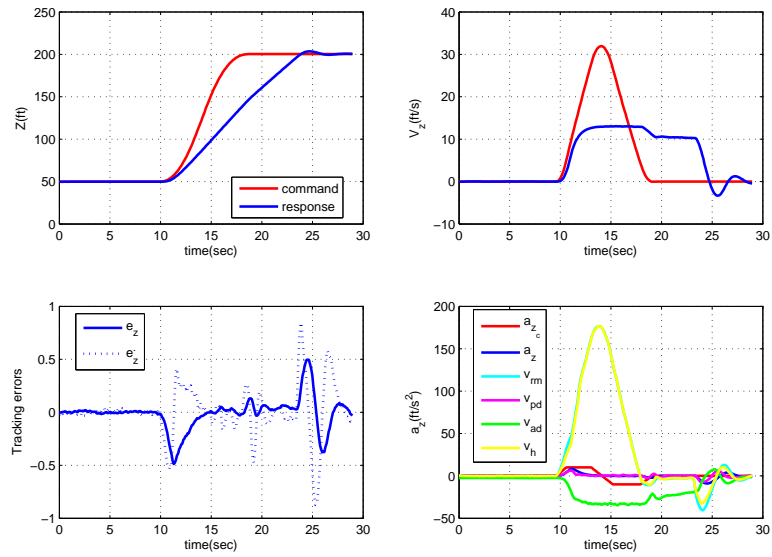 250
200
150
100
50
0
Z(ft)
0 5 10 15 20 25 30
time(sec)
command
response
40
30
20
10
0
−10
V_z(ft/s)
0 5 10 15 20 25 30
time(sec)
1
0.5
0
−0.5
−1
Tracking errors
0 5 10 15 20 25 30
time(sec)
e_z
e_ż
200
150
100
50
0
−50
a_z(ft/s^2)
0 5 10 15 20 25 30
time(sec)
a_z_c
a_z
v_rm
v_pd
v_ad
v_h